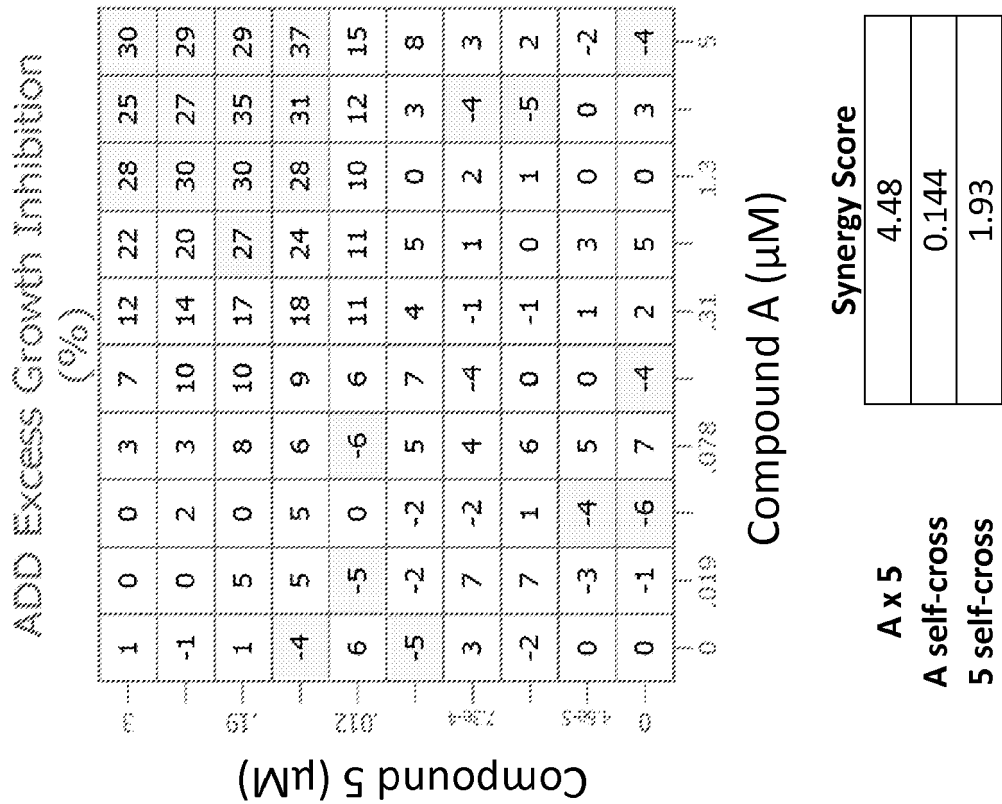 ADD Excess Growth Inhibition
(%)
3 1 0 0 3 7 12 22 28 25 30
-1 0 2 3 10 14 20 30 27 29
.19 1 5 0 8 10 17 27 30 35 29
-4 5 5 6 9 18 24 28 31 37
.012 6 -5 0 -6 6 11 11 10 12 15
-5 -2 -2 5 7 4 5 0 3 8
7.3e-4 3 7 -2 4 -4 -1 1 2 -4 3
-2 7 1 6 0 -1 0 1 -5 2
4.6e-5 0 -3 -4 5 0 1 3 0 0 -2
0 0 -1 -6 7 -4 2 5 0 3 -4
0 .019 .078 .31 1.3 5
Compound 5 (µM)
Compound A (µM)
Synergy Score
A x 5 4.48
A self-cross 0.144
5 self-cross 1.93